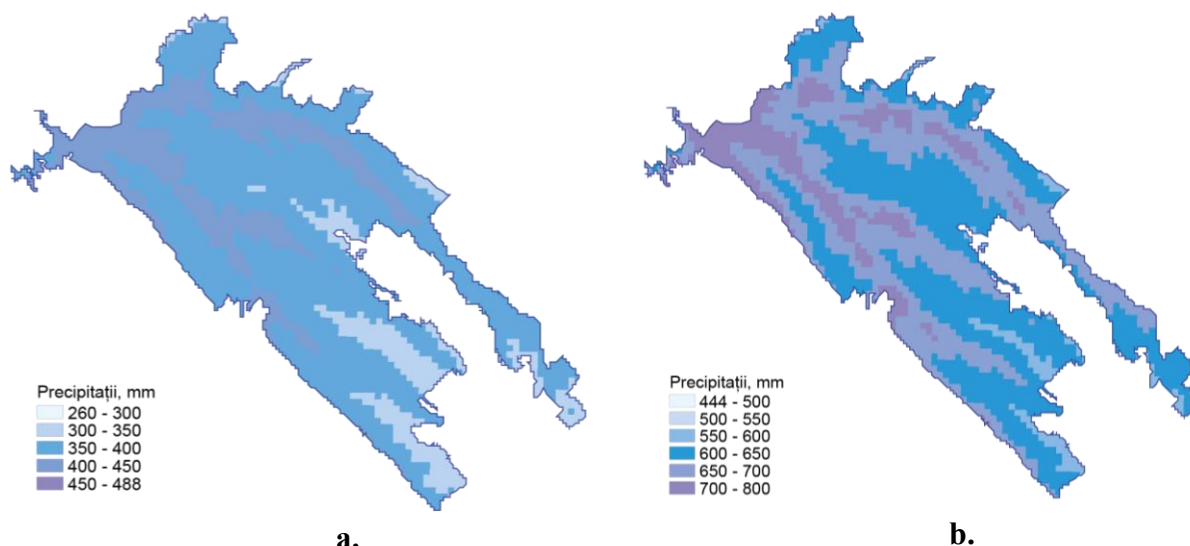 Precipitații, mm
260 - 300
300 - 350
350 - 400
400 - 450
450 - 488
a.
Precipitații, mm
444 - 500
500 - 550
550 - 600
600 - 650
650 - 700
700 - 800
b.